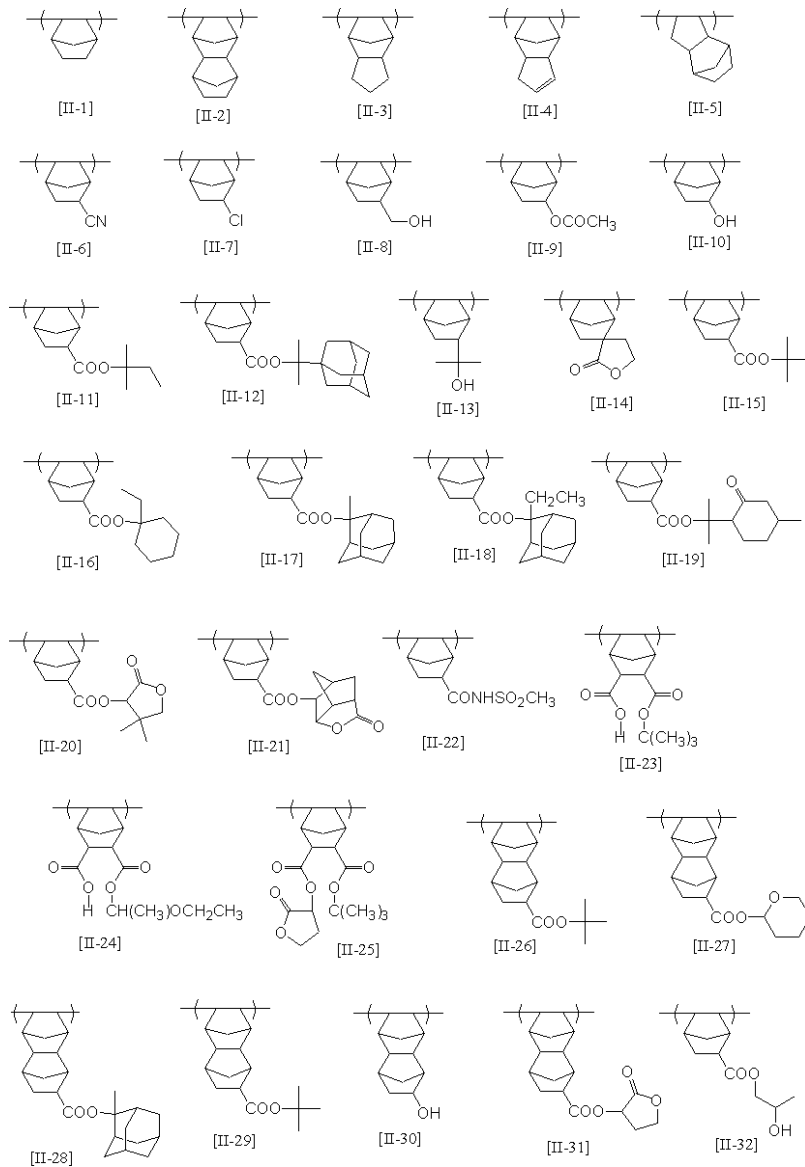 [II-1] [II-2] [II-3] [II-4] [II-5]
CN Cl OH OCOCH3 OH
[II-6] [II-7] [II-8] [II-9] [II-10]
COO COO OH O O COO
[II-11] [II-12] [II-13] [II-14] [II-15]
COO COO COO CH2CH3 COO O
[II-16] [II-17] [II-18] [II-19]
COO O O COO O O CONHSO2CH3 O O H O C(CH3)3
[II-20] [II-21] [II-22] [II-23]
O O H O CH(CH3)OCH2CH3 O O O O O O C(CH3)3 COO COO O
[II-24] [II-25] [II-26] [II-27]
COO COO OH COO O O COO OH
[II-28] [II-29] [II-30] [II-31] [II-32]